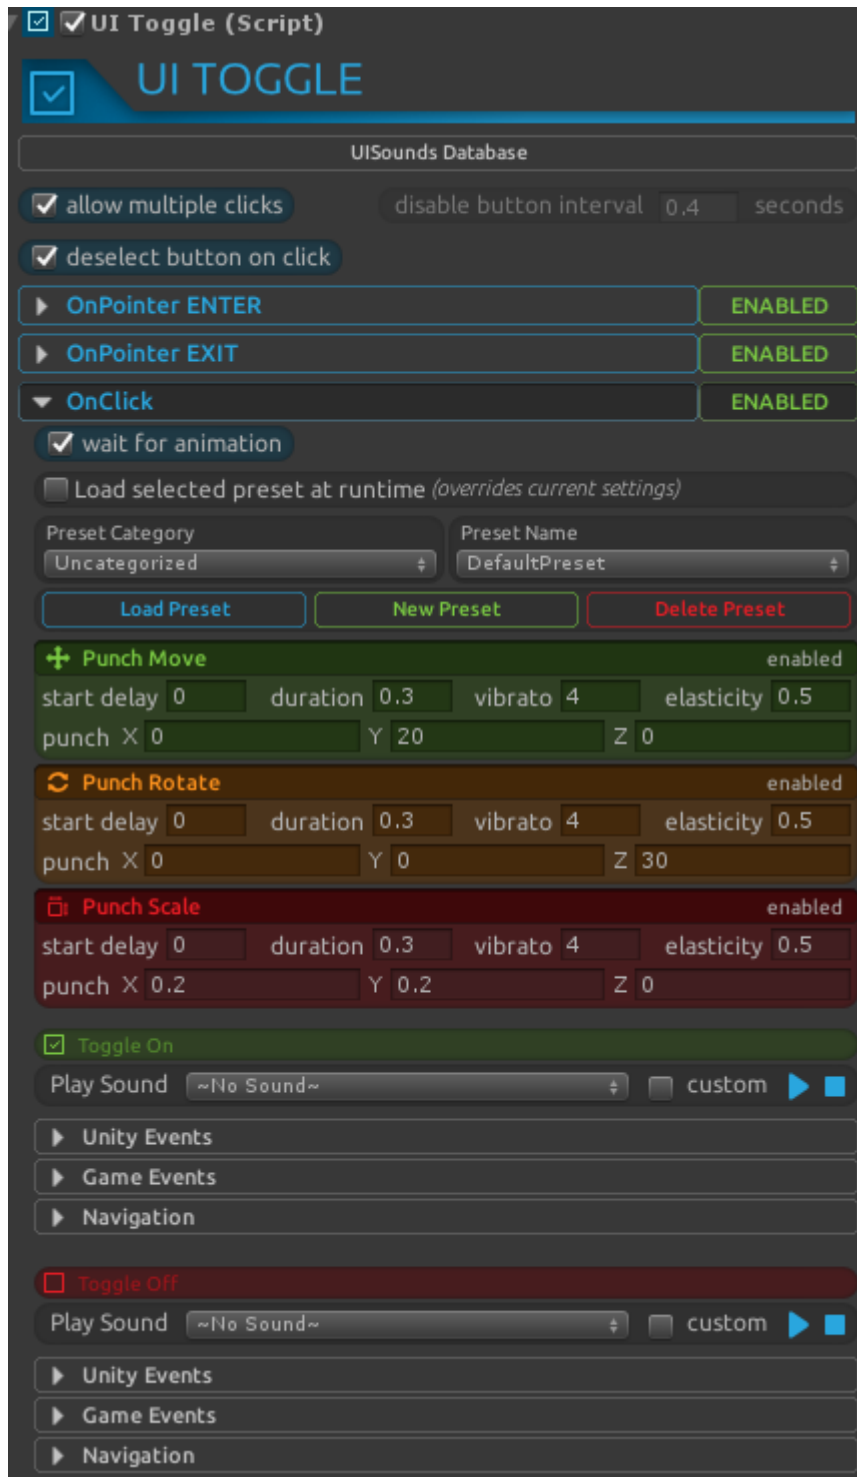 UI Toggle (Script)
UI TOGGLE
UISounds Database
allow multiple clicks disable button interval 0.4 seconds
deselect button on click
OnPointer ENTER ENABLED
OnPointer EXIT ENABLED
OnClick ENABLED
wait for animation
Load selected preset at runtime (overrides current settings)
Preset Category Preset Name
Uncategorized DefaultPreset
Load Preset New Preset Delete Preset
Punch Move enabled
start delay 0 duration 0.3 vibrato 4 elasticity 0.5
punch X 0 Y 20 Z 0
Punch Rotate enabled
start delay 0 duration 0.3 vibrato 4 elasticity 0.5
punch X 0 Y 0 Z 30
Punch Scale enabled
start delay 0 duration 0.3 vibrato 4 elasticity 0.5
punch X 0.2 Y 0.2 Z 0
Toggle On
Play Sound ~No Sound~ custom
Unity Events
Game Events
Navigation
Toggle Off
Play Sound ~No Sound~ custom
Unity Events
Game Events
Navigation